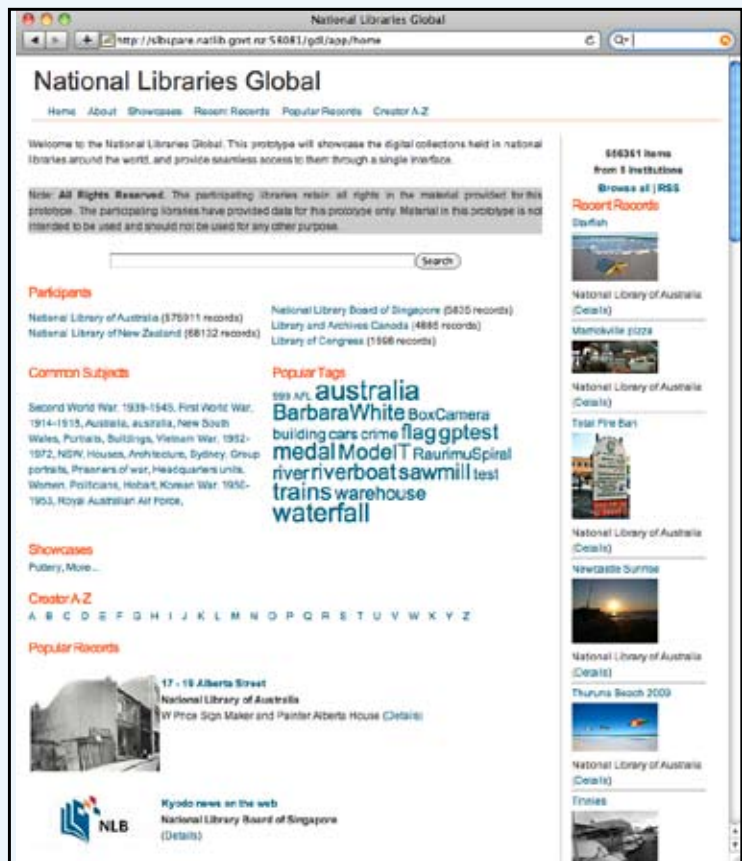 National Libraries Global
http://slbspare.natlib.govt.nz:58081/gdl/app/home
National Libraries Global
Home About Showcases Recent Records Popular Records Creator A-Z
Welcome to the National Libraries Global. This prototype will showcase the digital collections held in national
libraries around the world, and provide seamless access to them through a single interface.
Note: All Rights Reserved. The participating libraries retain all rights in the material provided for this
prototype. The participating libraries have provided data for this prototype only. Material in this prototype is not
intended to be used and should not be used for any other purpose.
Search
Participants
National Library of Australia (575911 records)
National Library of New Zealand (68132 records)
National Library Board of Singapore (5835 records)
Library and Archives Canada (4885 records)
Library of Congress (1598 records)
Common Subjects
Second World War, 1939-1945, First World War,
1914-1918, Australia, australia, New South
Wales, Portraits, Buildings, Vietnam War, 1962-
1972, NSW, Houses, Architecture, Sydney, Group
portraits, Prisoners of war, Headquarters units,
Women, Politicians, Hobart, Korean War, 1950-
1953, Royal Australian Air Force,
Popular Tags
999 AFL australia
BarbaraWhite BoxCamera
building cars crime flag gptest
medal ModelT RaurimuSpiral
river riverboat sawmill test
trains warehouse
waterfall
Showcases
Pottery, More...
Creator A-Z
A B C D E F G H I J K L M N O P Q R S T U V W X Y Z
Popular Records
17 - 19 Alberta Street
National Library of Australia
W Price Sign Maker and Painter Alberta House (Details)
NLB
Kyodo news on the web
National Library Board of Singapore
(Details)
items
from 5 institutions
Browse all | RSS
Recent Records
Starfish
National Library of Australia
(Details)
Marrickville pizza
National Library of Australia
(Details)
Total Fire Ban
National Library of Australia
(Details)
Newcastle Sunrise
National Library of Australia
(Details)
Thuruna Beach 2009
National Library of Australia
(Details)
Tinnies